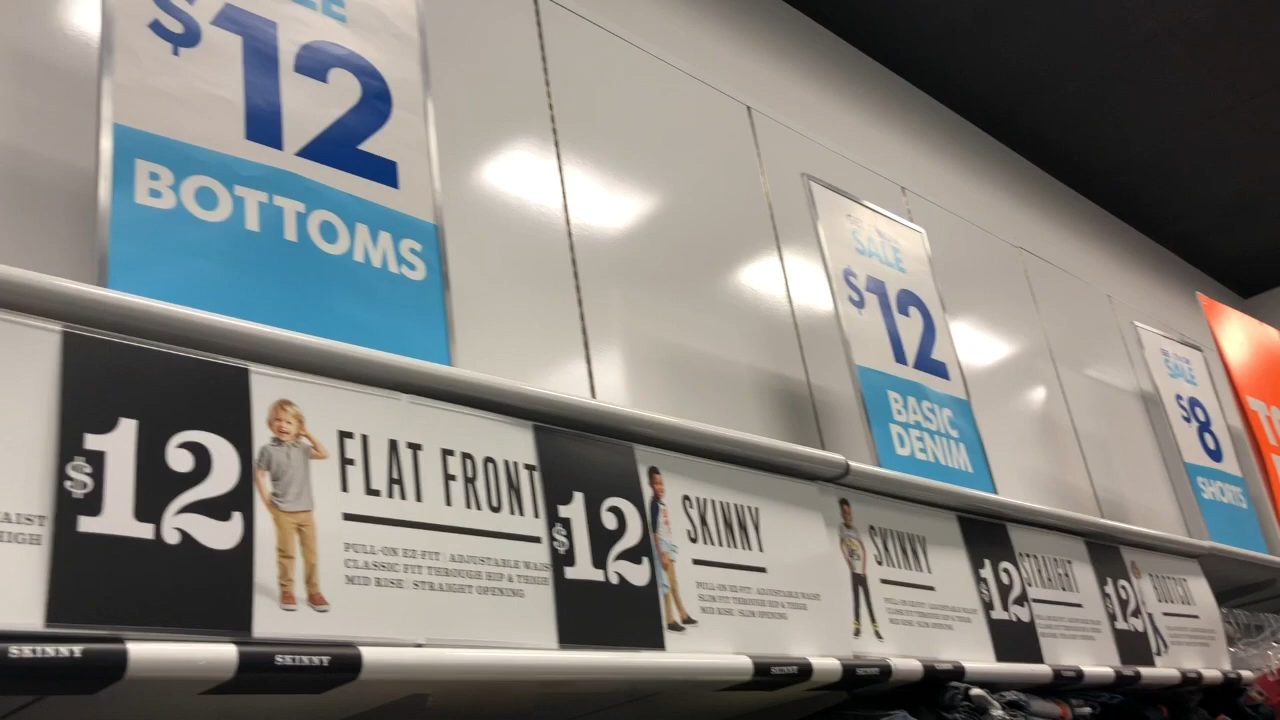 $12
BOTTOMS
SALE
$12
BASIC
DENIM
SALE
$8
SHORTS
$12
FLAT FRONT
PULL-ON EZ-FIT | ADJUSTABLE WAIS
CLASSIC FIT THROUGH HIP & THIGH
MID RISE | STRAIGHT OPENING
$12
SKINNY
PULL-ON EZ-FIT | ADJUSTABLE WAIST
SLIM FIT THROUGH HIP & THIGH
MID RISE | SLIM OPENING
SKINNY
$12
STRAIGHT
$12
BOOTCUT
SKINNY
SKINNY
SKINNY
SKINNY